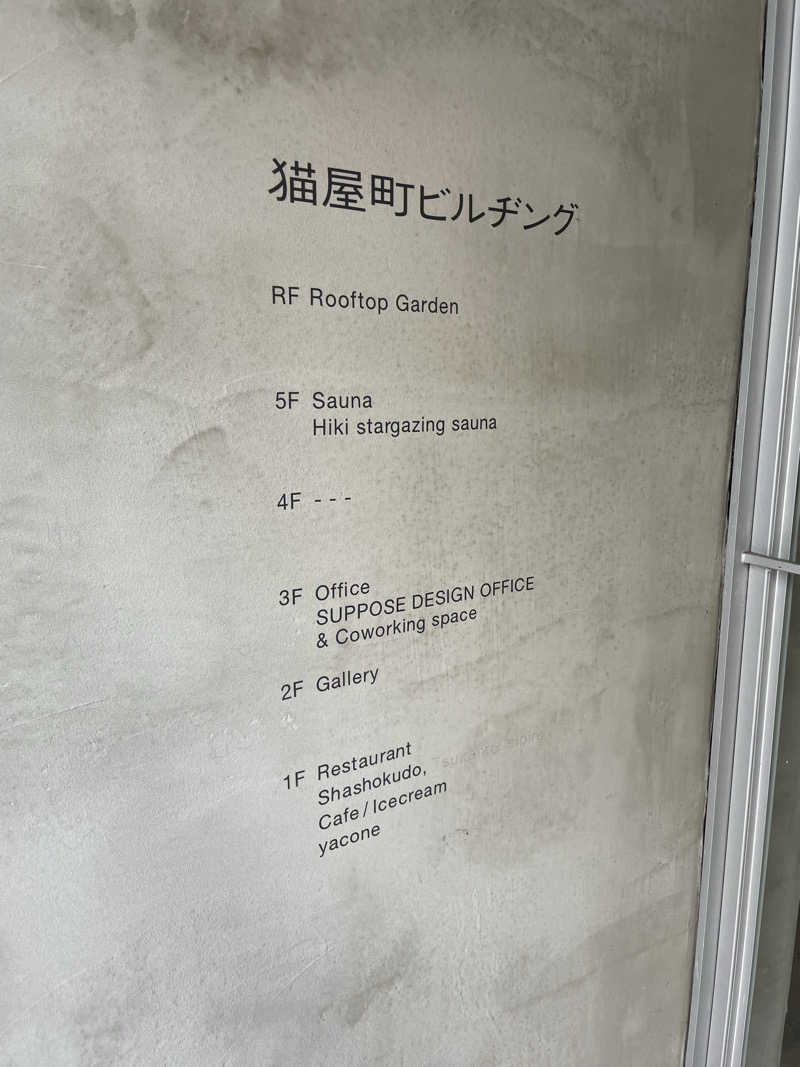 猫屋町ビルヂング
RF Rooftop Garden
5F Sauna
Hiki stargazing sauna
4F - - -
3F Office
SUPPOSE DESIGN OFFICE
& Coworking space
2F Gallery
1F Restaurant
Shashokudo,
Cafe / Icecream
yacone